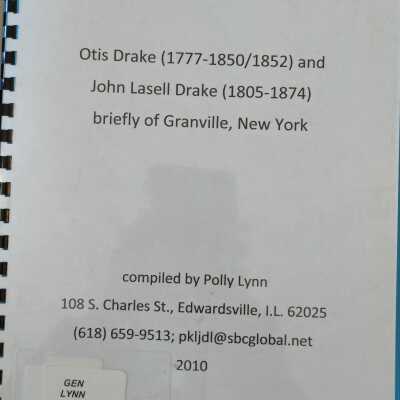 Otis Drake (1777-1850/1852) and
John Lasell Drake (1805-1874)
briefly of Granville, New York
compiled by Polly Lynn
108 S. Charles St., Edwardsville, I.L. 62025
(618) 659-9513; pkljdl@sbcglobal.net
2010
GEN
LYNN